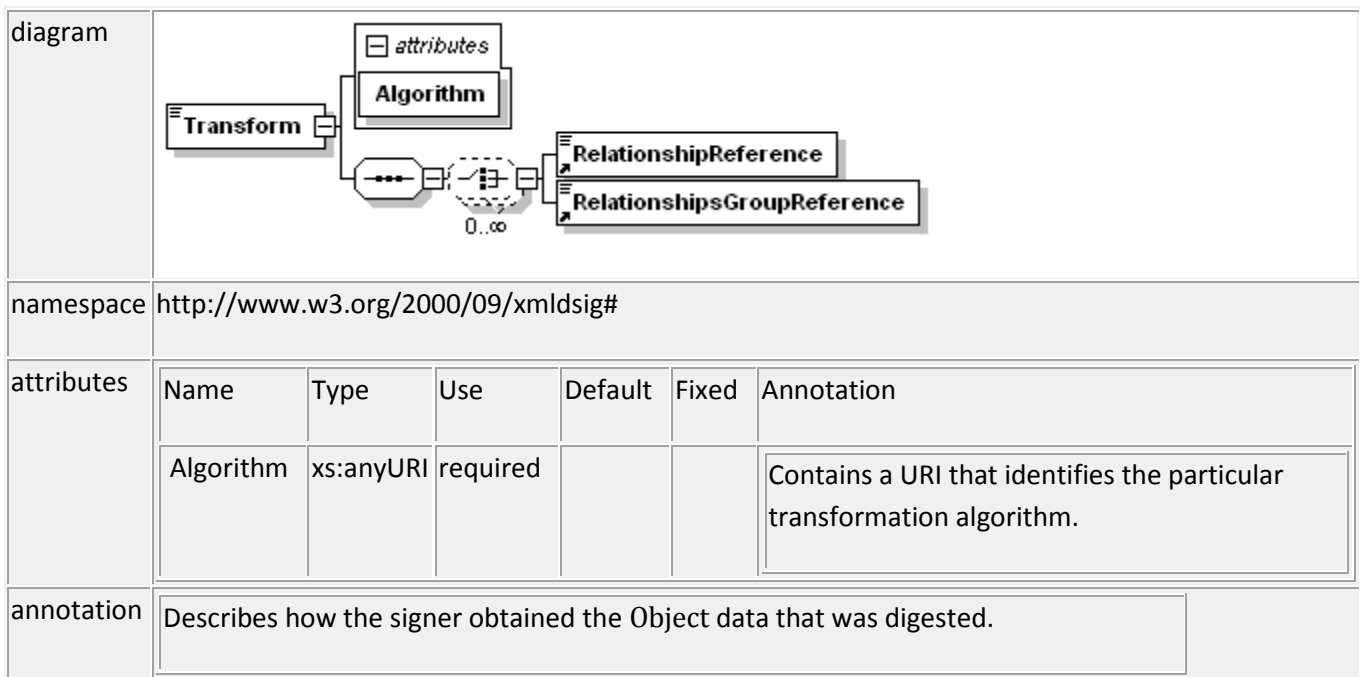 diagram
attributes
Algorithm
Transform
RelationshipReference
RelationshipsGroupReference
0..∞
namespace http://www.w3.org/2000/09/xmldsig#
attributes Name Type Use Default Fixed Annotation
Algorithm xs:anyURI required Contains a URI that identifies the particular
transformation algorithm.
annotation Describes how the signer obtained the Object data that was digested.